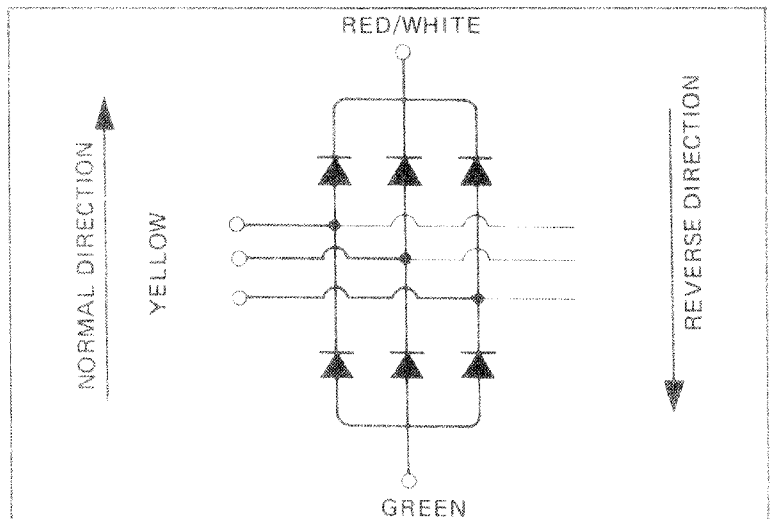 RED/WHITE
NORMAL DIRECTION
YELLOW
REVERSE DIRECTION
GREEN